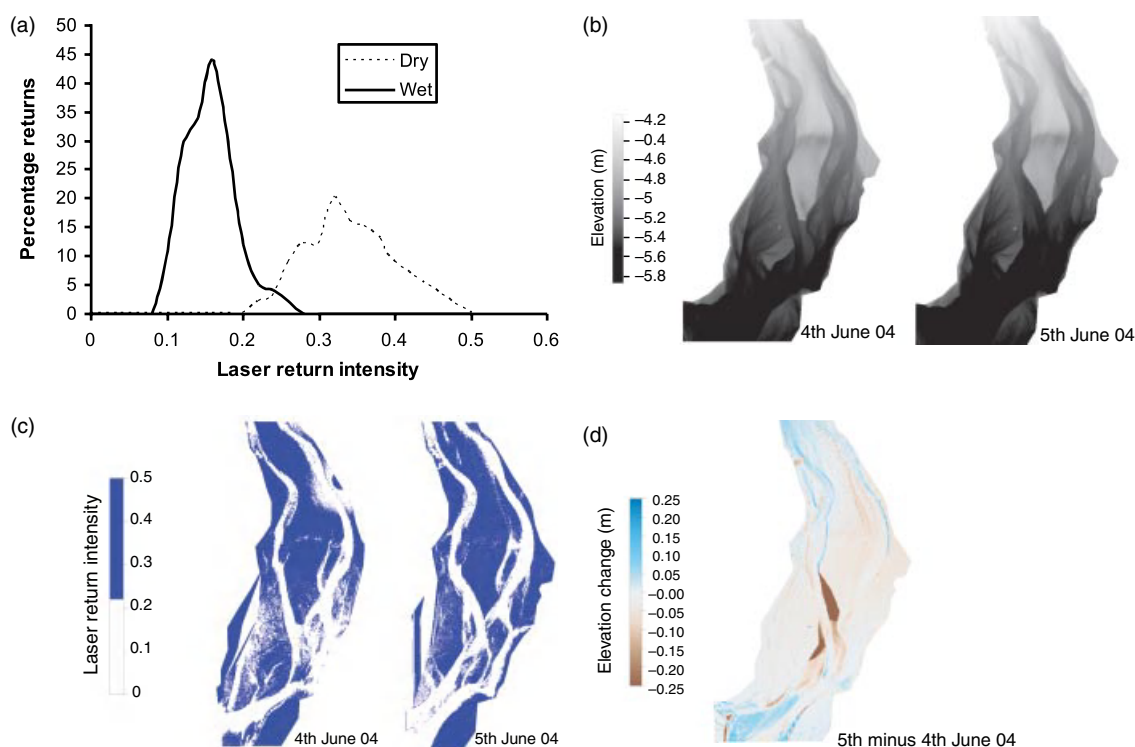 (a)
50
45
40
35
30
25
20
15
10
5
0
Percentage returns
Dry
Wet
0 0.1 0.2 0.3 0.4 0.5 0.6
Laser return intensity
(b)
Elevation (m)
−4.2
−0.4
−4.6
−4.8
−5
−5.2
−5.4
−5.6
−5.8
4th June 04
5th June 04
(c)
Laser return intensity
0.5
0.4
0.3
0.2
0.1
0
4th June 04
5th June 04
(d)
Elevation change (m)
0.25
0.20
0.15
0.10
0.05
0.00
−0.05
−0.00
−0.15
−0.20
−0.25
5th minus 4th June 04